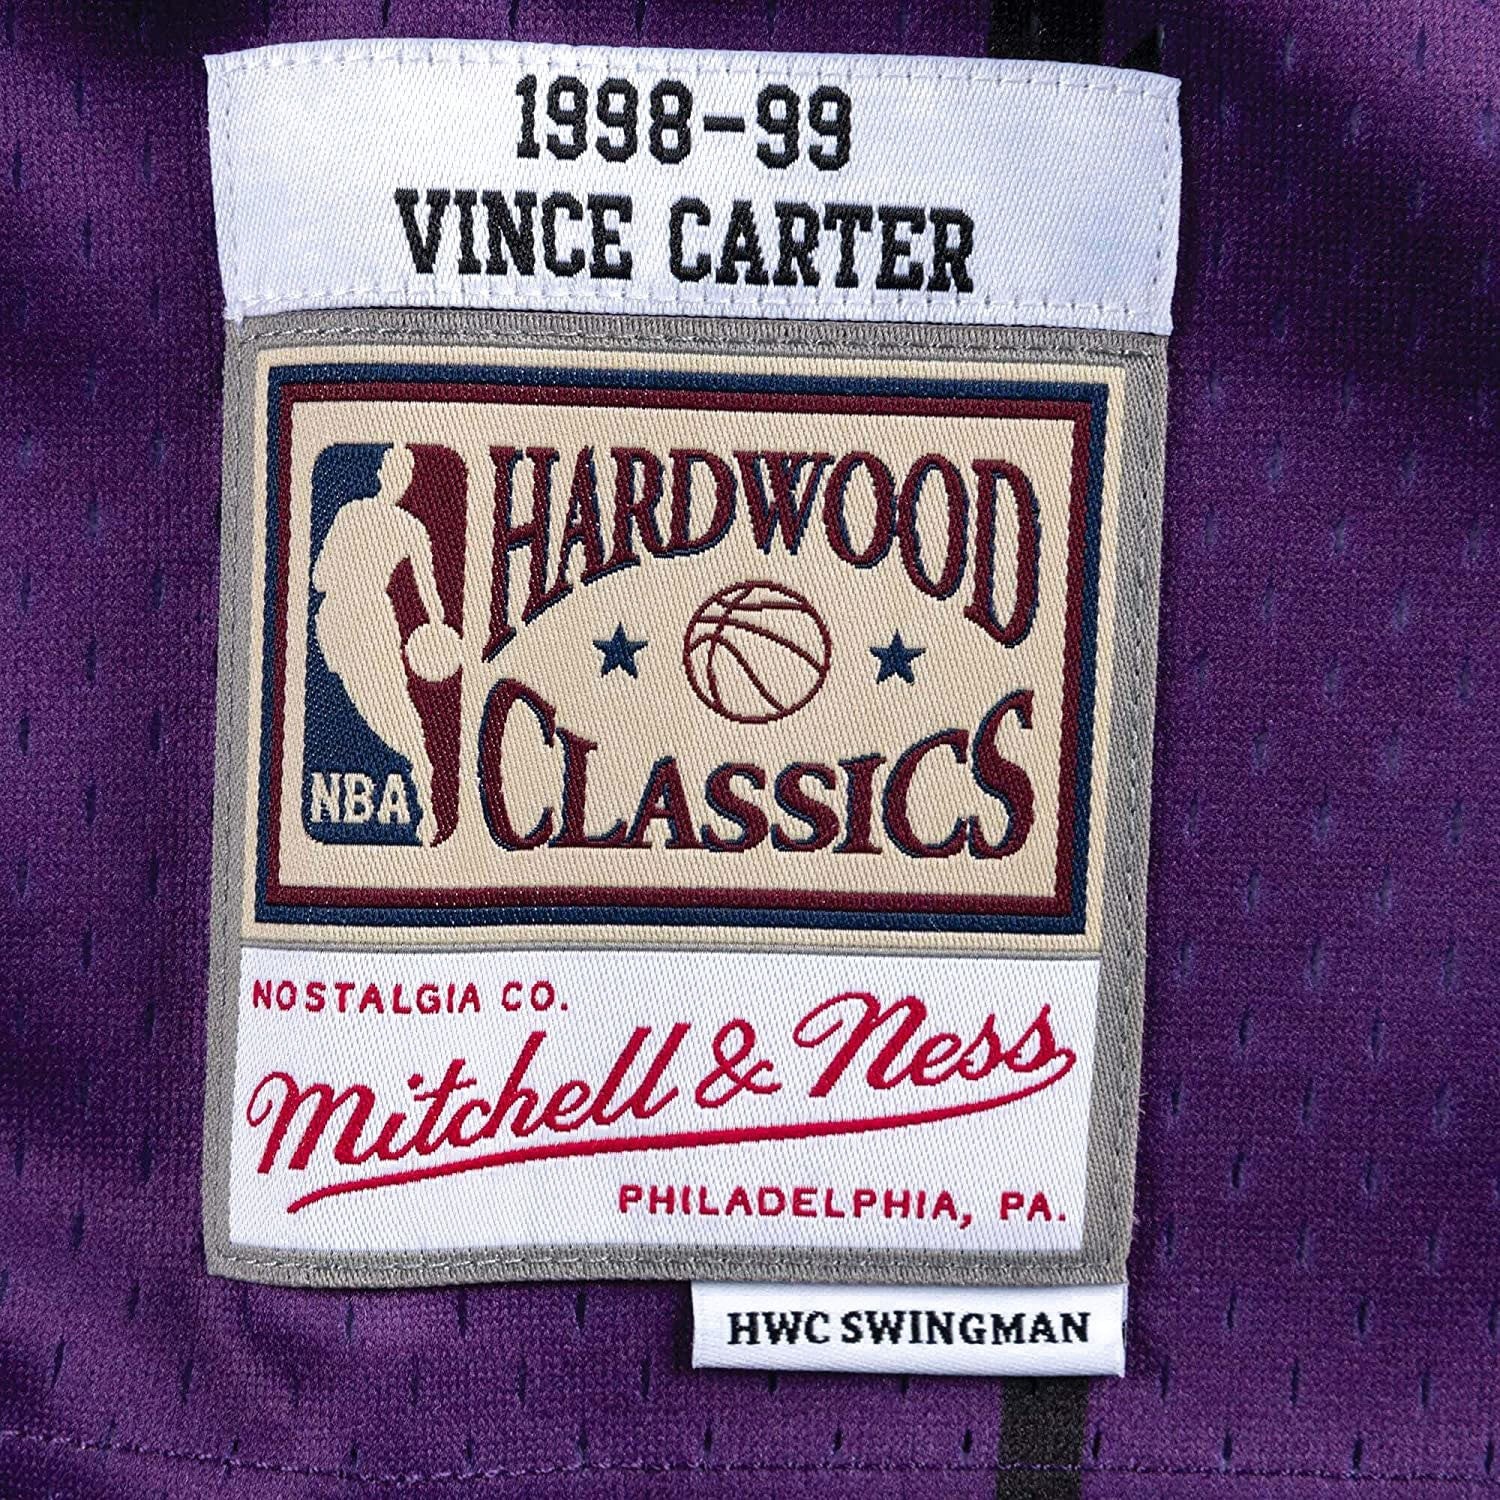 1998-99
VINCE CARTER
HARDWOOD
CLASSICS
NBA
NOSTALGIA CO.
Mitchell & Ness
PHILADELPHIA, PA.
HWC SWINGMAN